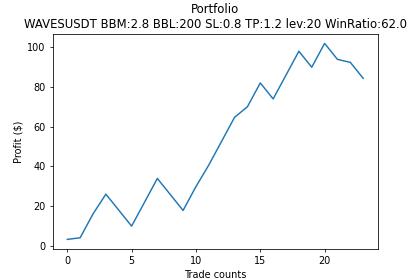 Portfolio
WAVESUSDT BBM:2.8 BBL:200 SL:0.8 TP:1.2 lev:20 WinRatio:62.0
100
80
60
40
20
0
Profit ($)
0 5 10 15 20
Trade counts